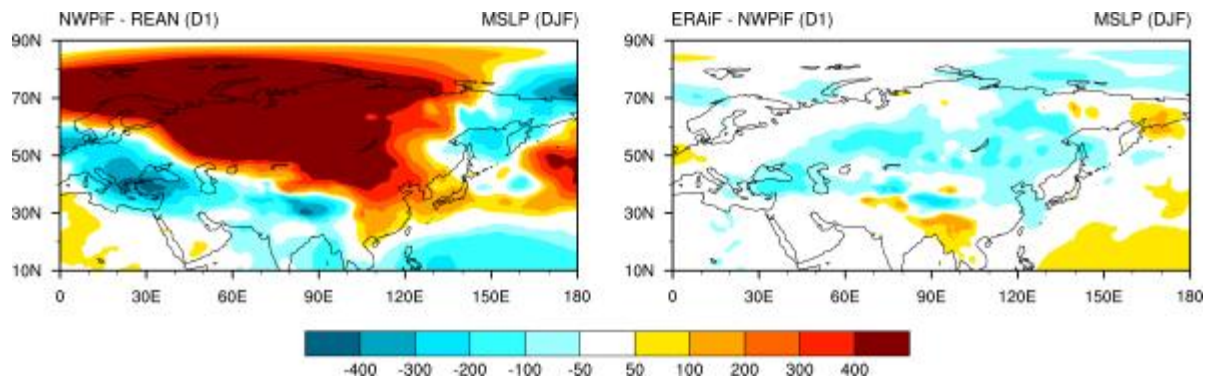 NWPiF - REAN (D1) MSLP (DJF) ERAiF - NWPiF (D1) MSLP (DJF)
90N 90N
70N 70N
50N 50N
30N 30N
10N 10N
0 30E 60E 90E 120E 150E 180 0 30E 60E 90E 120E 150E 180
-400 -300 -200 -100 -50 50 100 200 300 400